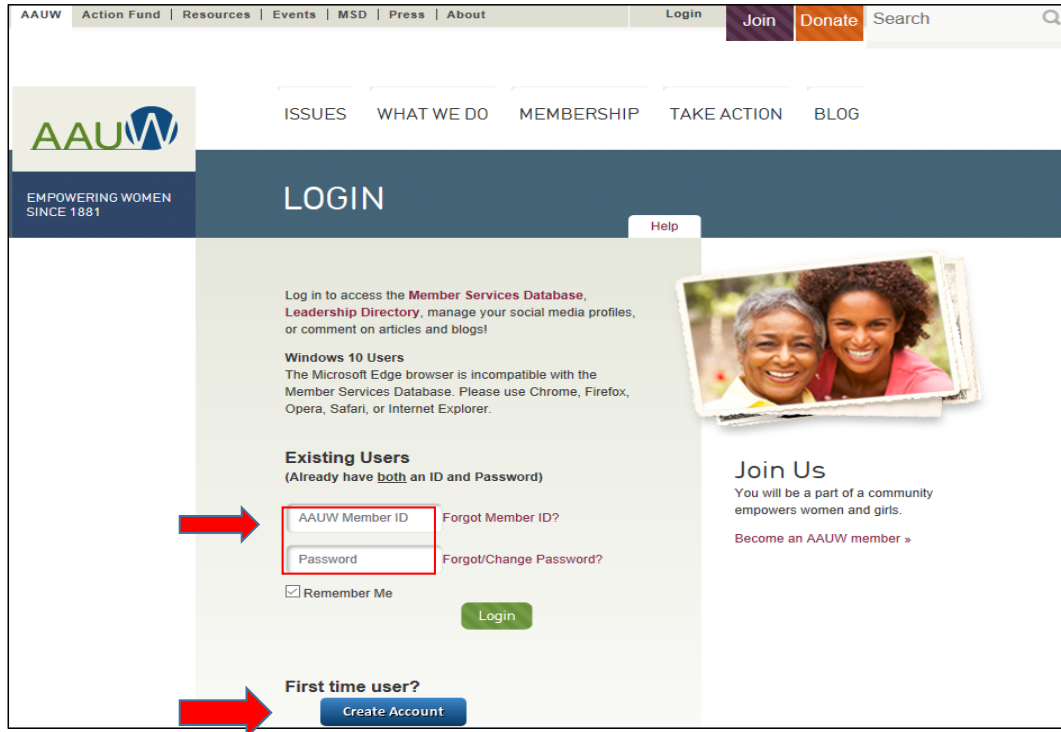 AAUW Action Fund | Resources | Events | MSD | Press | About Login Join Donate Search
ISSUES WHAT WE DO MEMBERSHIP TAKE ACTION BLOG
AAUW
EMPOWERING WOMEN
SINCE 1881
LOGIN
Help
Log in to access the Member Services Database,
Leadership Directory, manage your social media profiles,
or comment on articles and blogs!
Windows 10 Users
The Microsoft Edge browser is incompatible with the
Member Services Database. Please use Chrome, Firefox,
Opera, Safari, or Internet Explorer.
Existing Users
(Already have both an ID and Password)
AAUW Member ID Forgot Member ID?
Password Forgot/Change Password?
Remember Me
Login
First time user?
Create Account
Join Us
You will be a part of a community
empowers women and girls.
Become an AAUW member »